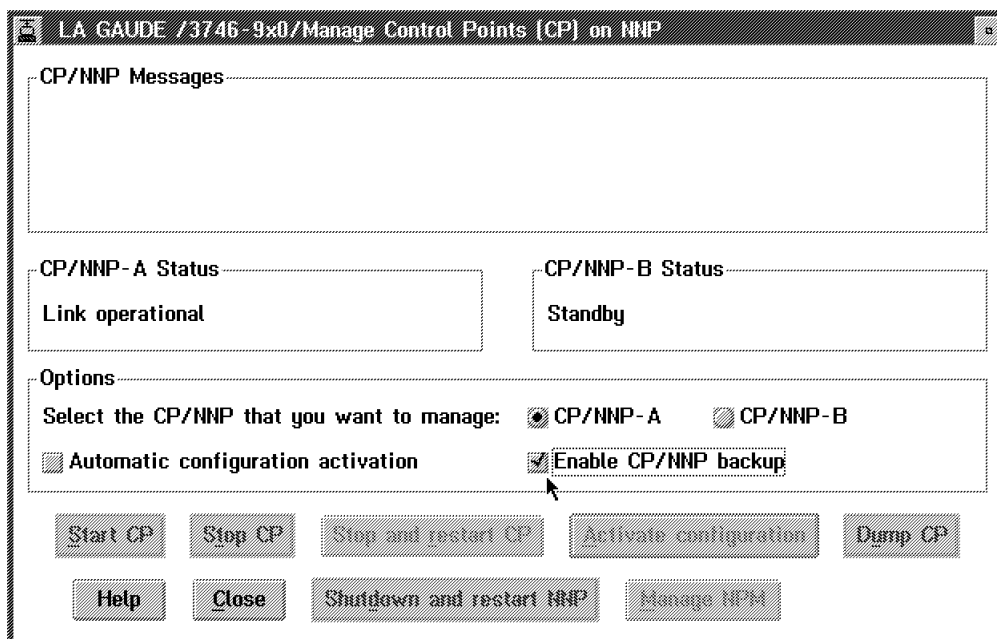 LA GAUDE /3746-9x0/Manage Control Points (CP) on NNP
CP/NNP Messages
CP/NNP-A Status
CP/NNP-B Status
Link operational
Standby
Options
Select the CP/NNP that you want to manage: CP/NNP-A CP/NNP-B
Automatic configuration activation Enable CP/NNP backup
Start CP Stop CP Stop and restart CP Activate configuration Dump CP
Help Close Shutdown and restart NNP Manage NPM